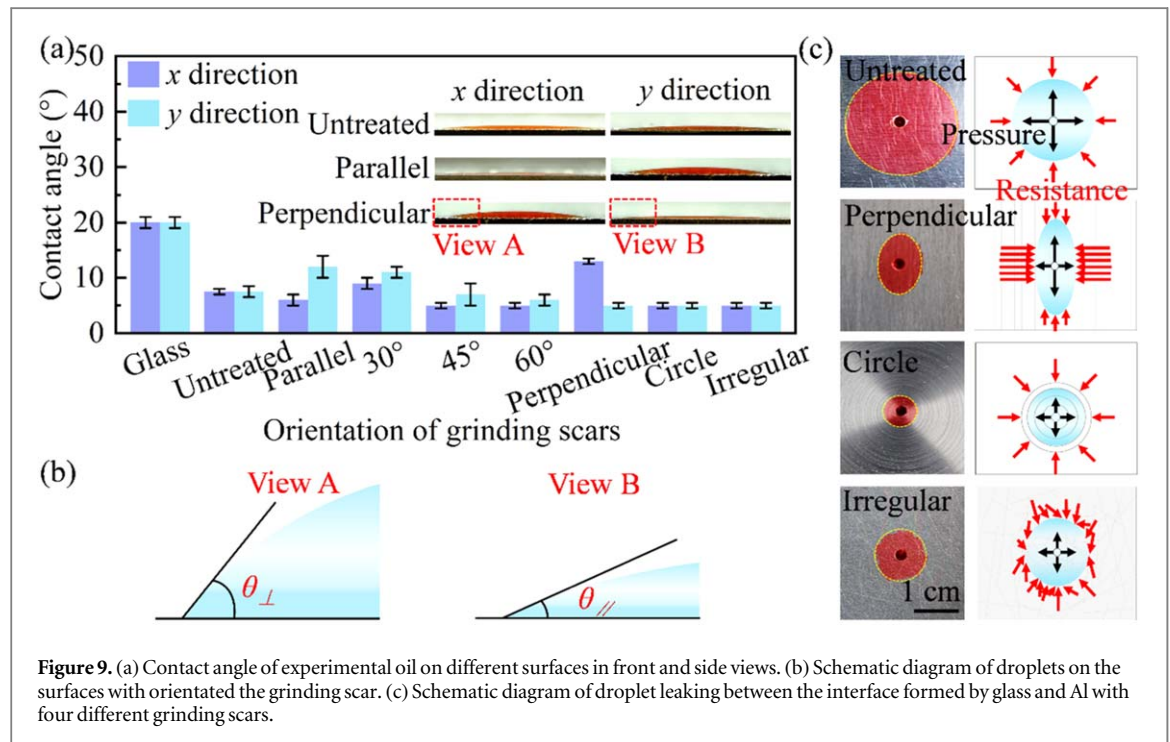 (a)
50
40
30
20
10
0
Contact angle (°)
x direction
y direction
x direction
y direction
Untreated
Parallel
Perpendicular
View A
View B
Glass
Untreated
Parallel
30°
45°
60°
Perpendicular
Circle
Irregular
Orientation of grinding scars
(b)
View A
θ⊥
View B
θ//
(c)
Untreated
Pressure
Resistance
Perpendicular
Circle
Irregular
1 cm
Figure 9. (a) Contact angle of experimental oil on different surfaces in front and side views. (b) Schematic diagram of droplets on the
surfaces with orientated the grinding scar. (c) Schematic diagram of droplet leaking between the interface formed by glass and Al with
four different grinding scars.